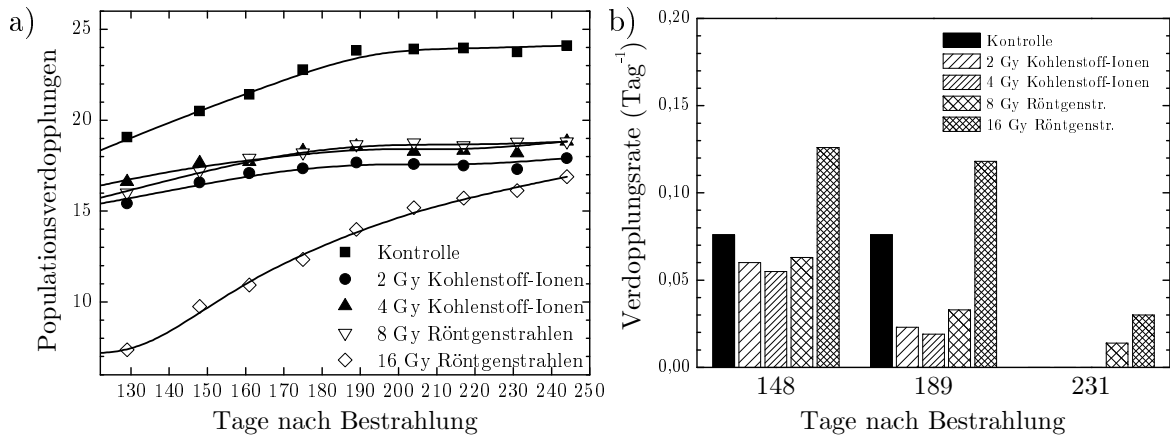 a)
Populationsverdopplungen
25
20
15
10
Kontrolle
2 Gy Kohlenstoff-Ionen
4 Gy Kohlenstoff-Ionen
8 Gy Röntgenstrahlen
16 Gy Röntgenstrahlen
130 140 150 160 170 180 190 200 210 220 230 240 250
Tage nach Bestrahlung
b)
Verdopplungsrate (Tag⁻¹)
0,20
0,15
0,10
0,05
0,00
Kontrolle
2 Gy Kohlenstoff-Ionen
4 Gy Kohlenstoff-Ionen
8 Gy Röntgenstr.
16 Gy Röntgenstr.
148 189 231
Tage nach Bestrahlung